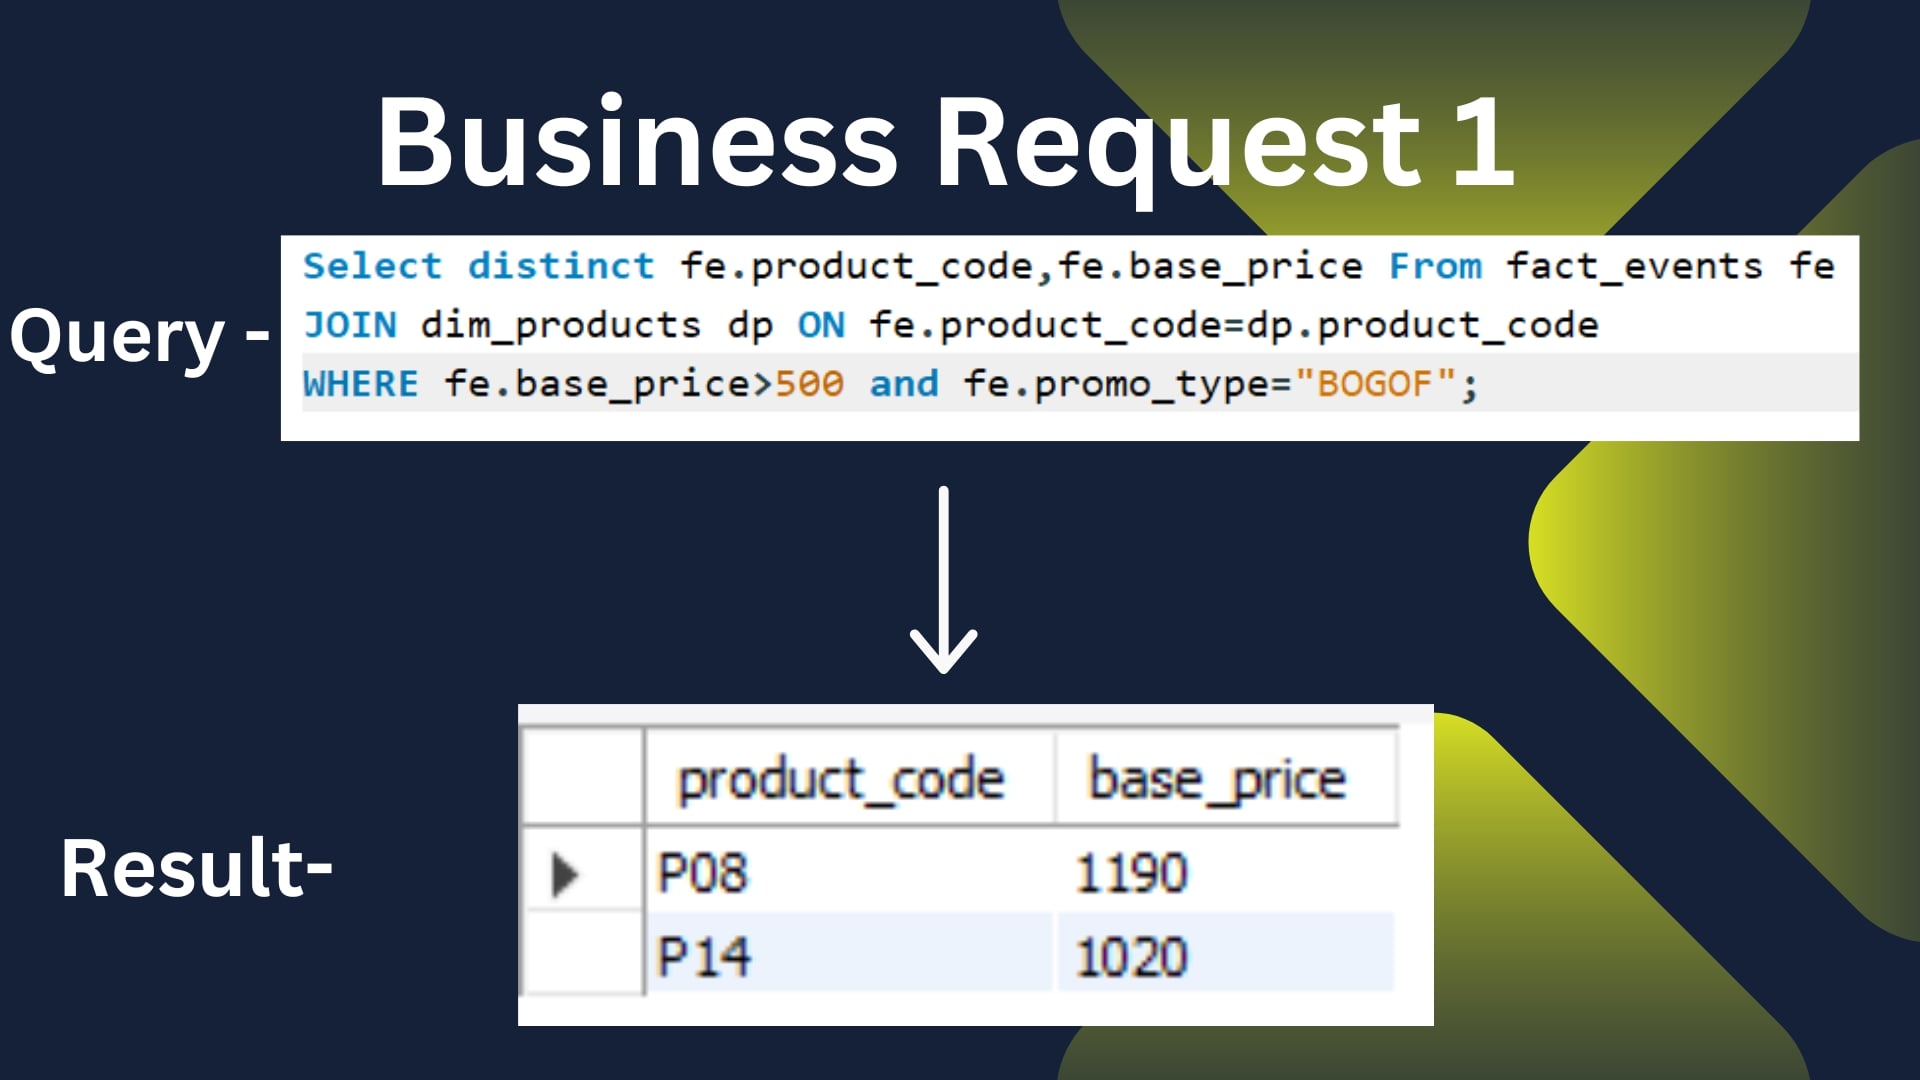 Business Request 1
Query -
Select distinct fe.product_code,fe.base_price From fact_events fe
JOIN dim_products dp ON fe.product_code=dp.product_code
WHERE fe.base_price>500 and fe.promo_type="BOGOF";
Result-
product_code base_price
P08 1190
P14 1020